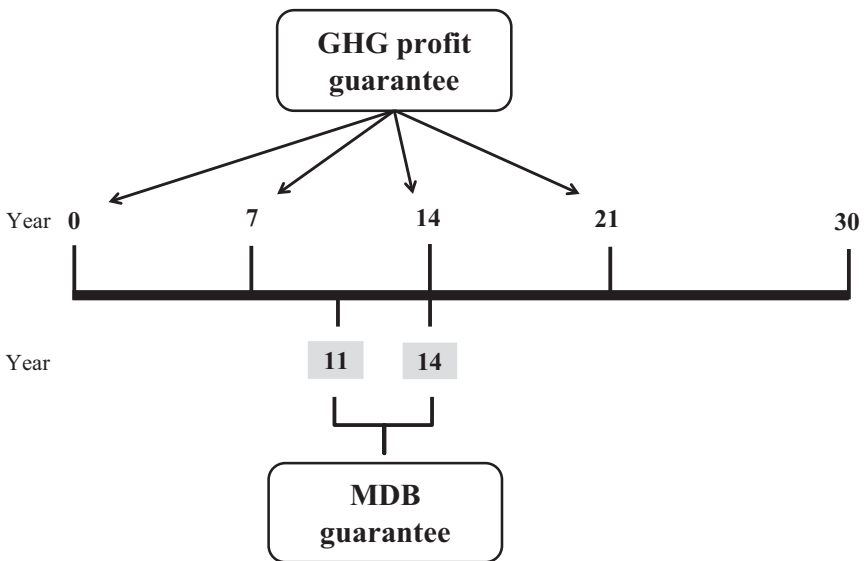 GHG profit
guarantee
Year 0 7 14 21 30
Year 11 14
MDB
guarantee